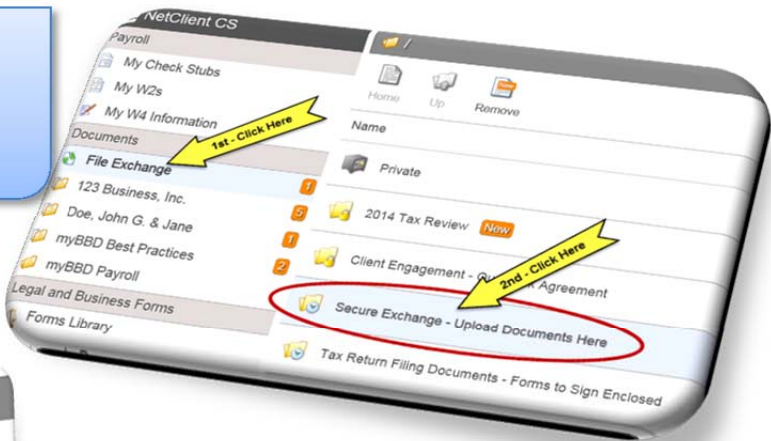 NetClient CS
Payroll
My Check Stubs
My W2s
My W4 Information
Documents
File Exchange
123 Business, Inc. 1
Doe, John G. & Jane 5
myBBD Best Practices 1
myBBD Payroll 2
Legal and Business Forms
Forms Library
1st - Click Here
/
Home Up Remove
Name
Private
2014 Tax Review New
Client Engagement - Agreement
2nd - Click Here
Secure Exchange - Upload Documents Here
Tax Return Filing Documents - Forms to Sign Enclosed